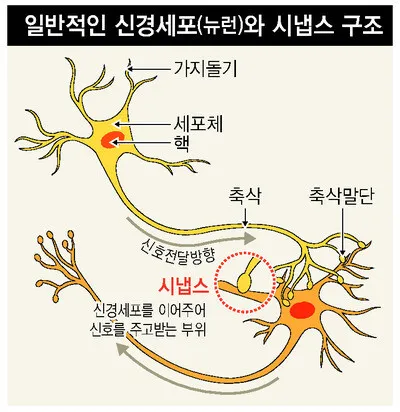 일반적인 신경세포(뉴런)와 시냅스 구조
가지돌기
세포체
핵
축삭
축삭말단
신호전달방향
시냅스
신경세포를 이어주어
신호를 주고받는 부위